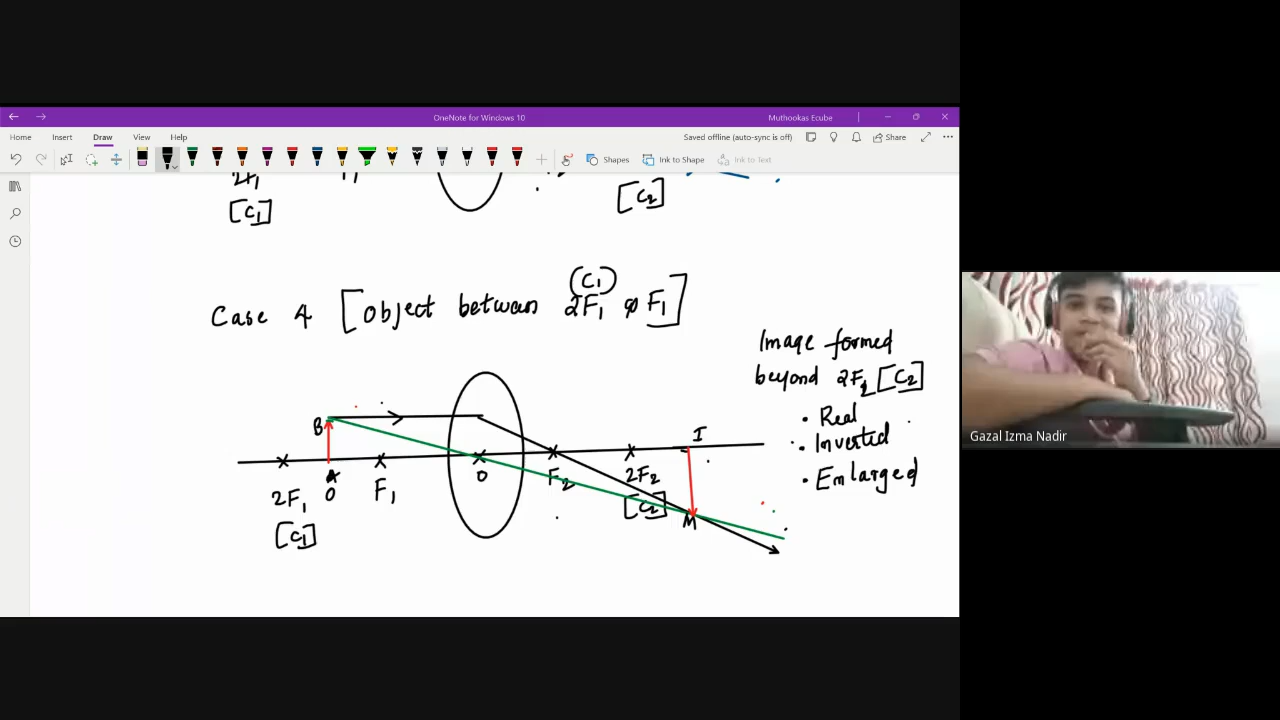 OneNote for Windows 10
Muthookas Ecube
Home Insert Draw View Help
Saved offline (auto-sync is off)
Share
Shapes
Ink to Shape
Ink to Text
2F1
[C1]
[C2]
(C1)
Case 4 [object betwen 2F1 & F1]
Image formed
beyond 2F2 [C2]
• Real
• Inverted
• Enlarged
B
I
A
O
2F1
[C1]
F1
O
F2
2F2
[C2]
M
Gazal Izma Nadir